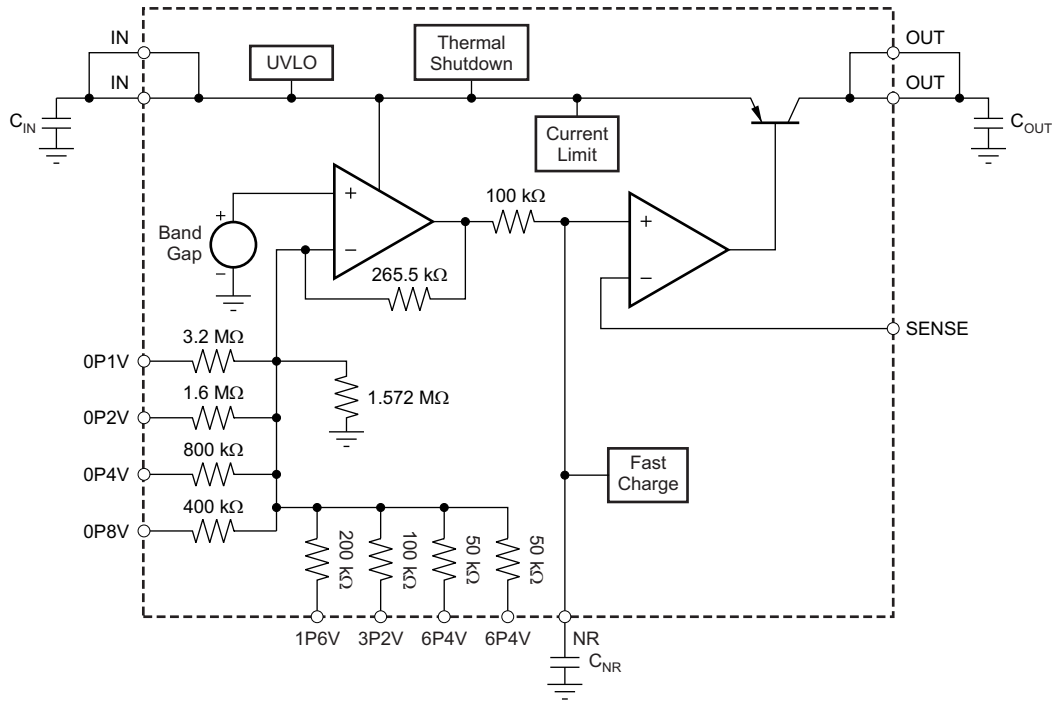 IN
UVLO
Thermal
Shutdown
OUT
IN
OUT
C_IN
Current
Limit
C_OUT
+
100 kΩ
+
Band
Gap
+
−
−
265.5 kΩ
−
SENSE
3.2 MΩ
0P1V
1.572 MΩ
1.6 MΩ
0P2V
800 kΩ
0P4V
Fast
Charge
400 kΩ
0P8V
200 kΩ
100 kΩ
50 kΩ
50 kΩ
1P6V
3P2V
6P4V
6P4V
NR
C_NR